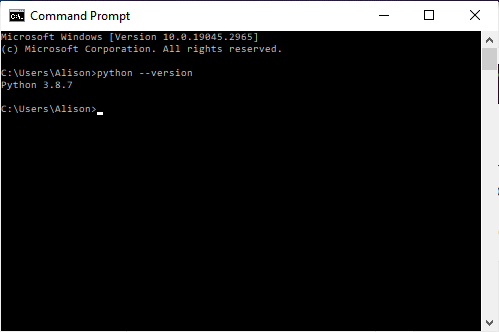 Command Prompt
Microsoft Windows [Version 10.0.19045.2965]
(c) Microsoft Corporation. All rights reserved.
C:\Users\Alison>python --version
Python 3.8.7
C:\Users\Alison>